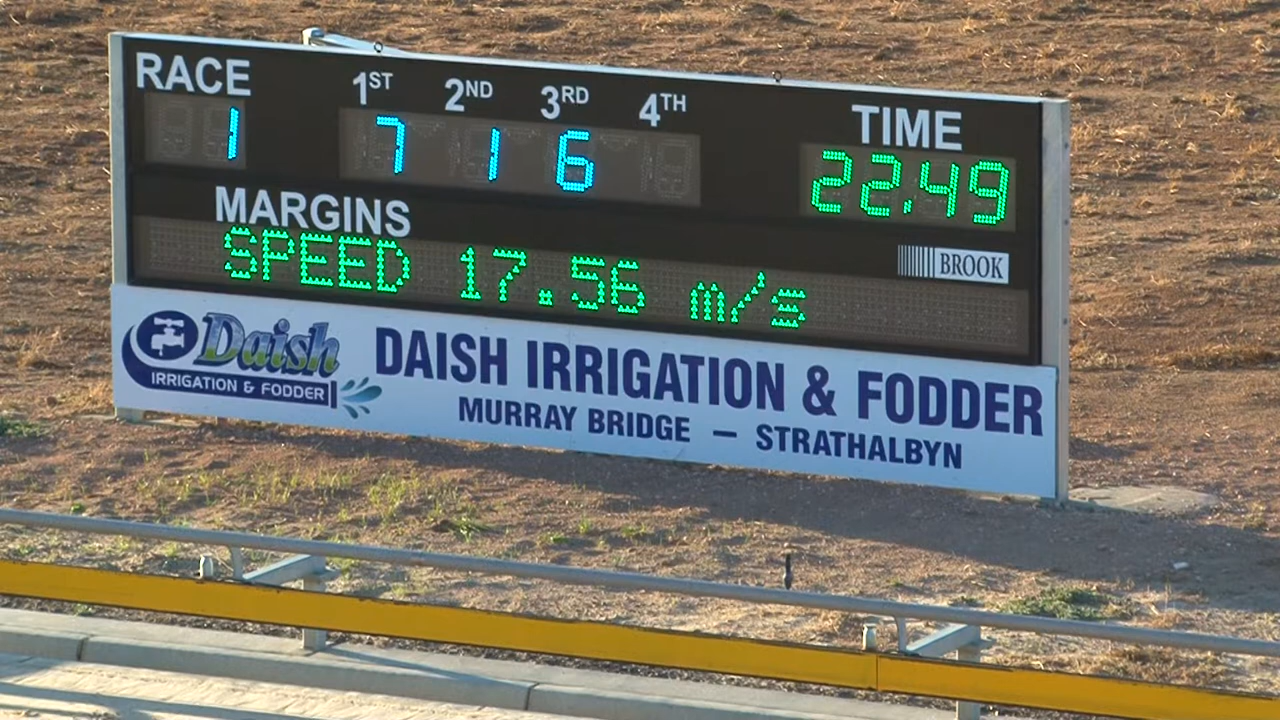 RACE 1ST 2ND 3RD 4TH TIME
1 7 1 6 22.49
MARGINS
SPEED 17.56 m/s
BROOK
Daish
IRRIGATION & FODDER
DAISH IRRIGATION & FODDER
MURRAY BRIDGE — STRATHALBYN